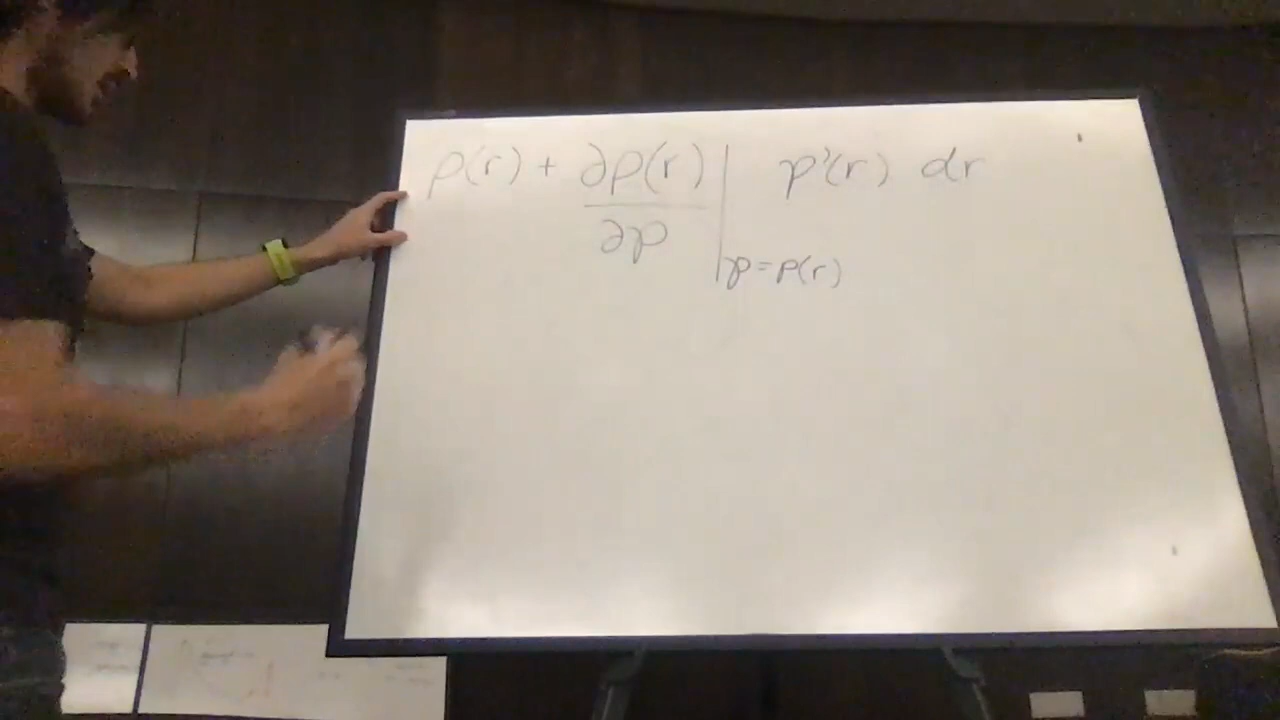 ρ(r) + ∂ρ(r)/∂p |_{p=p(r)} p'(r) dr